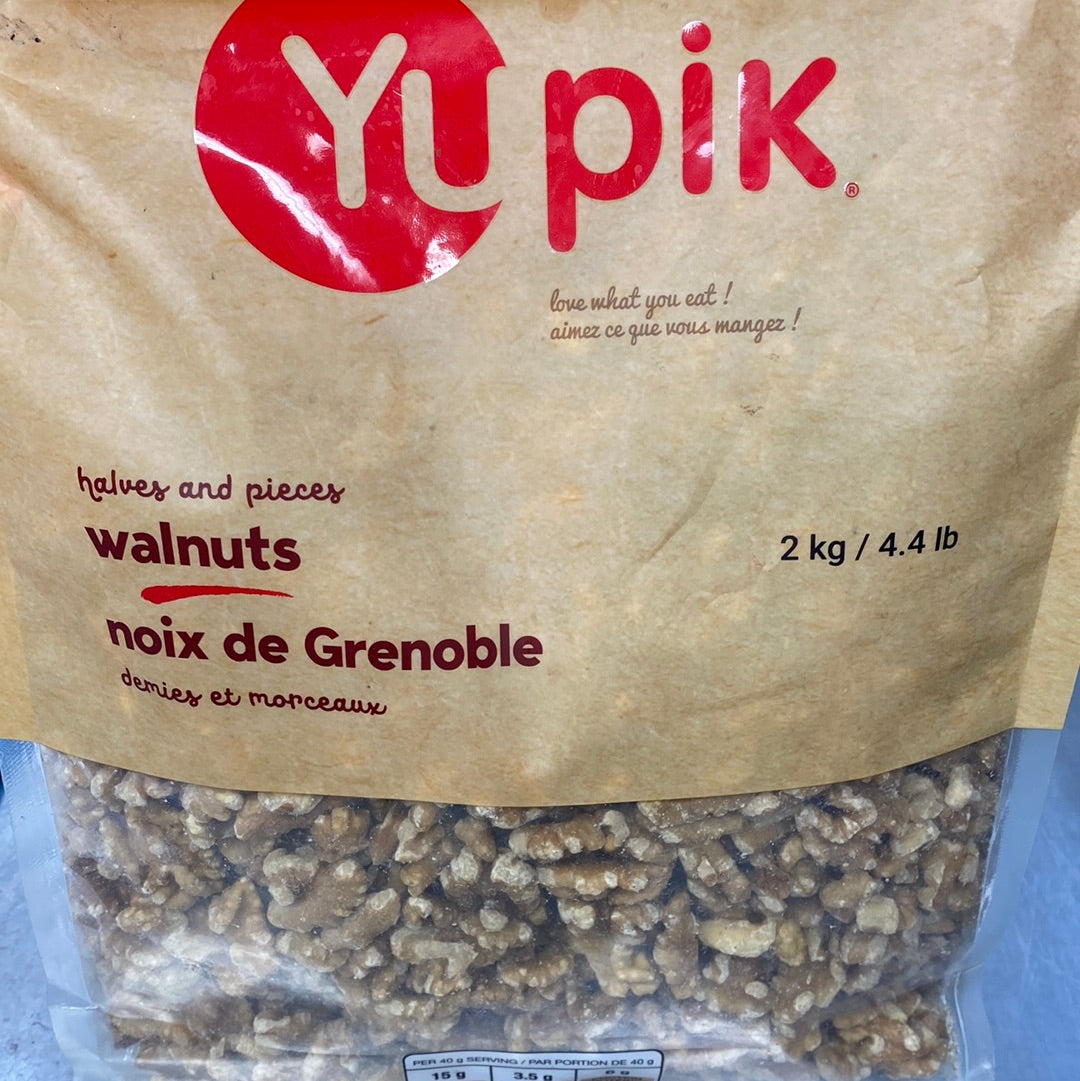 Yupik®
love what you eat !
aimez ce que vous mangez !
halves and pieces
walnuts
2 kg / 4.4 lb
noix de Grenoble
demies et morceaux
PER 40 g SERVING / PAR PORTION DE 40 g
15 g 3.5 g 6 g